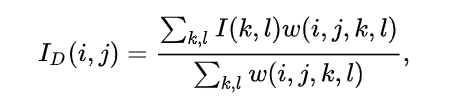 I_D(i, j) = \frac{\sum_{k,l} I(k, l)w(i, j, k, l)}{\sum_{k,l} w(i, j, k, l)},